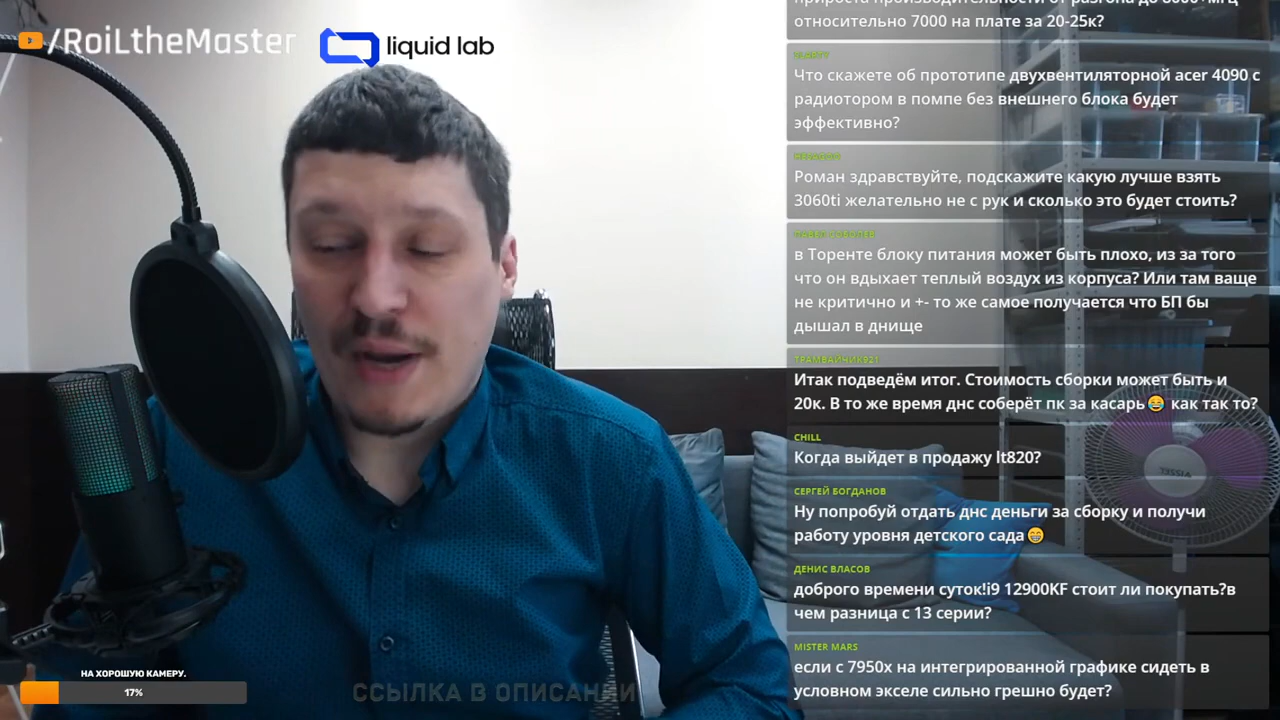 /RoiLtheMaster
liquid lab
относительно 7000 на плате за 20-25к?
Что скажете об прототипе двухвентиляторной acer 4090 с
радиотором в помпе без внешнего блока будет
эффективно?
Роман здравствуйте, подскажите какую лучше взять
3060ti желательно не с рук и сколько это будет стоить?
ПАВЕЛ СОБОЛЕВ
в Торенте блоку питания может быть плохо, из за того
что он вдыхает теплый воздух из корпуса? Или там ваще
не критично и +- то же самое получается что БП бы
дышал в днище
ТРАМВАЙЧИК921
Итак подведём итог. Стоимость сборки может быть и
20к. В то же время днс соберёт пк за касарь😂 как так то?
CHILL
Когда выйдет в продажу lt820?
СЕРГЕЙ БОГДАНОВ
Ну попробуй отдать днс деньги за сборку и получи
работу уровня детского сада😁
ДЕНИС ВЛАСОВ
доброго времени суток!i9 12900KF стоит ли покупать?в
чем разница с 13 серии?
MISTER MARS
если с 7950x на интегрированной графике сидеть в
условном экселе сильно грешно будет?
НА ХОРОШУЮ КАМЕРУ.
17%
ССЫЛКА В ОПИСАНИИ